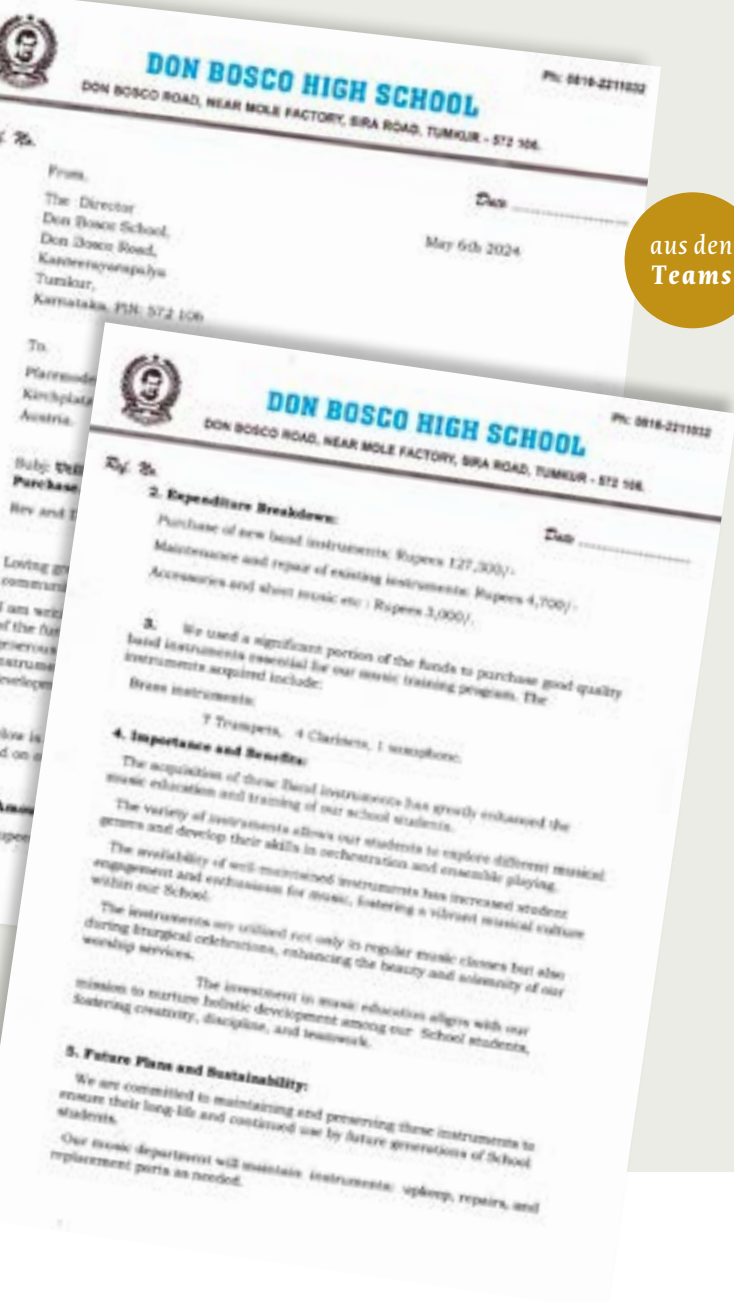 DON BOSCO HIGH SCHOOL
Ph: 0816-2211032
DON BOSCO ROAD, NEAR MOLE FACTORY, SIRA ROAD, TUMKUR - 572 106.
No.
Date
From,
The Director
Don Bosco School,
Don Bosco Road,
Kanteerayanapalya
Tumkur,
Karnataka, PIN: 572 106
May 6th 2024
To,
Kirchplatz
Austria.
Subj:
Purchase
Rev and
Loving
I am
of the
aus den
Teams
DON BOSCO HIGH SCHOOL
Ph: 0816-2211032
DON BOSCO ROAD, NEAR MOLE FACTORY, SIRA ROAD, TUMKUR - 572 106.
Ref. No.
Date
2. Expenditure Breakdown:
Purchase of new band instruments: Rupees 127,300/-
Maintenance and repair of existing instruments: Rupees 4,700/-
Accessories and sheet music etc : Rupees 3,000/.
3. We used a significant portion of the funds to purchase good quality
band instruments essential for our music training program. The
instruments acquired include:
Brass instruments:
7 Trumpets, 4 Clarinets, 1 saxophone.
4. Importance and Benefits:
The acquisition of these Band instruments has greatly enhanced the
music education and training of our school students.
The variety of instruments allows our students to explore different musical
genres and develop their skills in orchestration and ensemble playing.
The availability of well-maintained instruments has increased student
engagement and enthusiasm for music, fostering a vibrant musical culture
within our School.
The instruments are utilized not only in regular music classes but also
during liturgical celebrations, enhancing the beauty and solemnity of our
worship services.
The investment in music education aligns with our
mission to nurture holistic development among our School students,
fostering creativity, discipline, and teamwork.
5. Future Plans and Sustainability:
We are committed to maintaining and preserving these instruments to
ensure their long-life and continued use by future generations of School
students.
Our music department will maintain instruments: upkeep, repairs, and
replacement parts as needed.